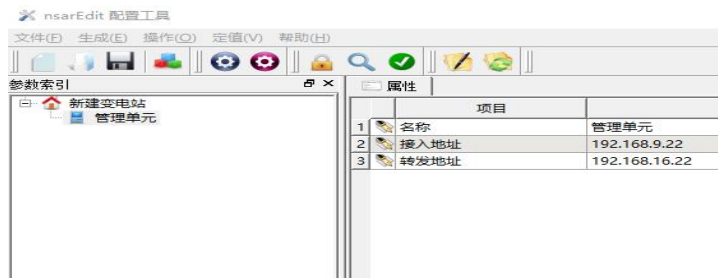 nsarEdit 配置工具
文件(F) 生成(E) 操作(O) 定值(V) 帮助(H)
参数索引
新建变电站
管理单元
属性
项目
1 名称 管理单元
2 接入地址 192.168.9.22
3 转发地址 192.168.16.22